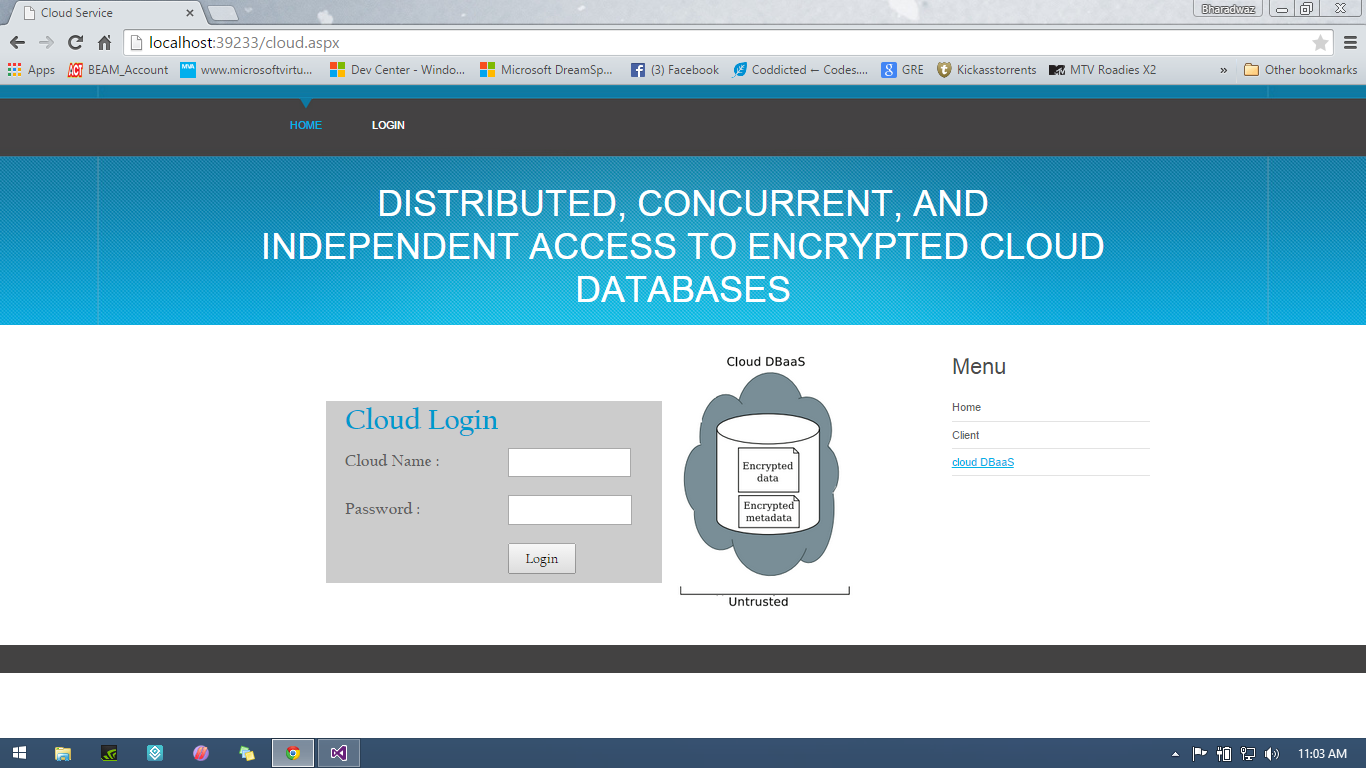 Cloud Service
Bharadwaz
localhost:39233/cloud.aspx
Apps
BEAM_Account
www.microsoftvirtu...
Dev Center - Windo...
Microsoft DreamSp...
(3) Facebook
Coddicted ← Codes....
GRE
Kickasstorrents
MTV Roadies X2
»
Other bookmarks
HOME
LOGIN
DISTRIBUTED, CONCURRENT, AND
INDEPENDENT ACCESS TO ENCRYPTED CLOUD
DATABASES
Cloud Login
Cloud Name :
Password :
Login
Cloud DBaaS
Encrypted
data
Encrypted
metadata
Untrusted
Menu
Home
Client
cloud DBaaS
11:03 AM